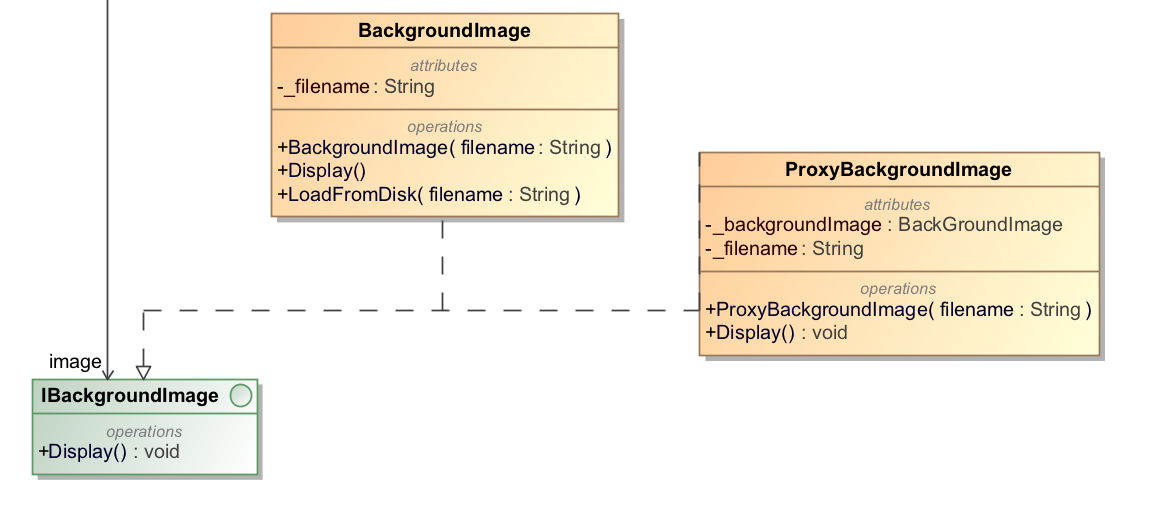 BackgroundImage
attributes
-_filename : String
operations
+BackgroundImage( filename : String )
+Display()
+LoadFromDisk( filename : String )
ProxyBackgroundImage
attributes
-_backgroundImage : BackGroundImage
-_filename : String
operations
+ProxyBackgroundImage( filename : String )
+Display() : void
image
IBackgroundImage
operations
+Display() : void